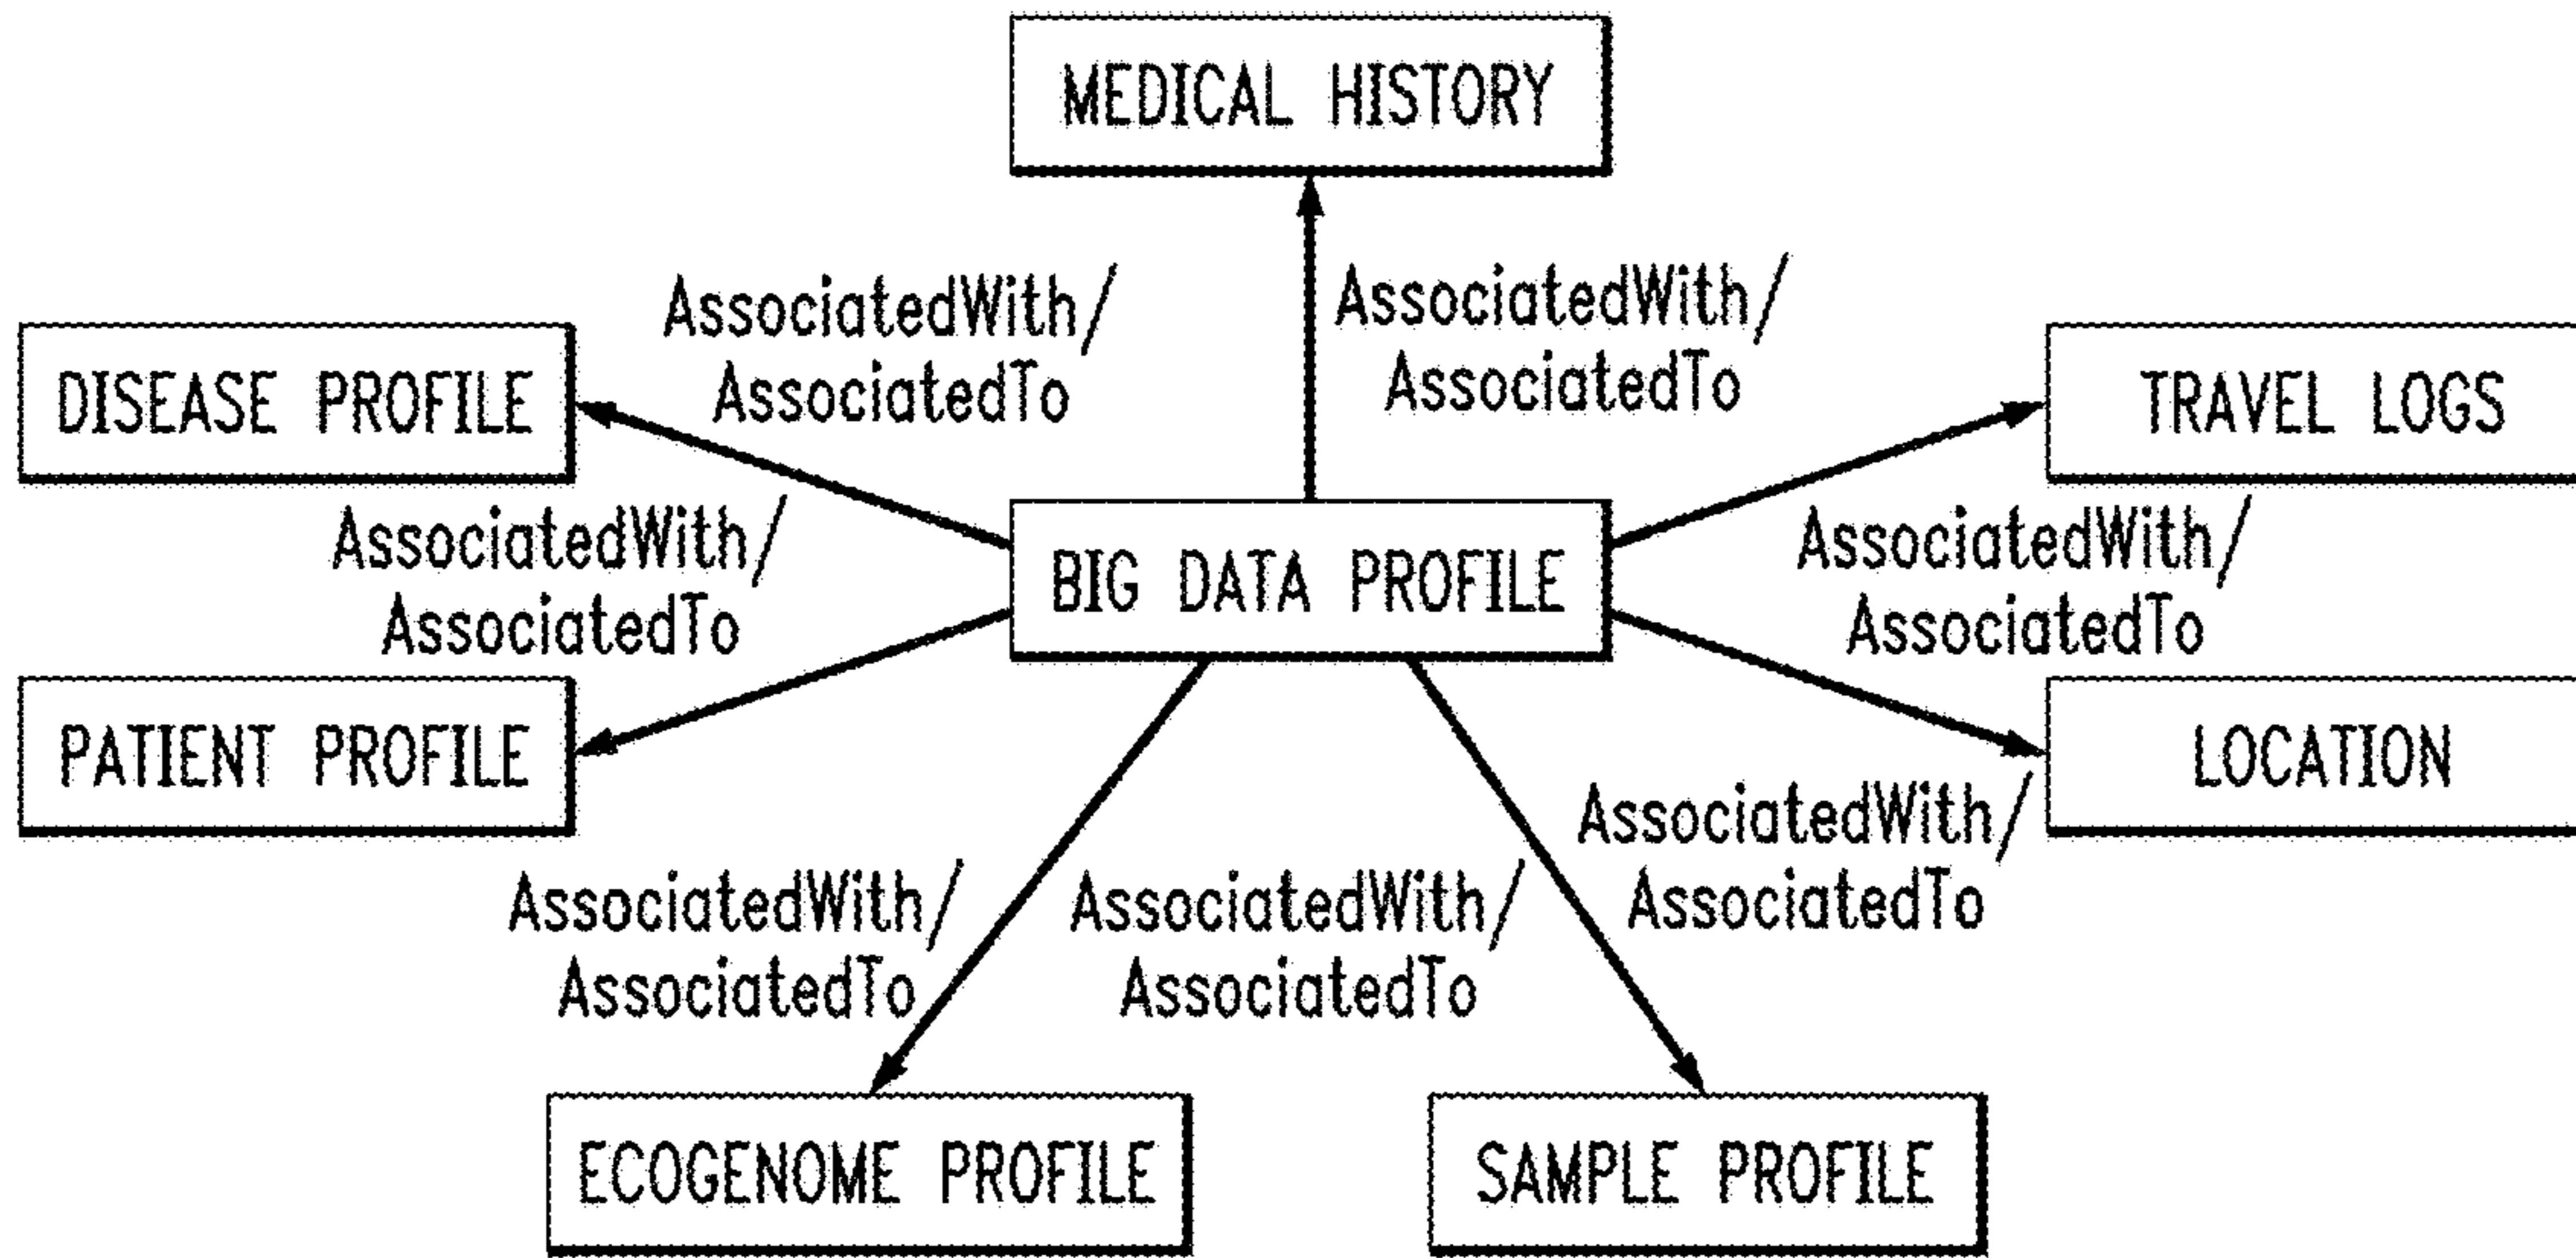 MEDICAL HISTORY
AssociatedWith/
AssociatedTo
AssociatedWith/
AssociatedTo
DISEASE PROFILE
TRAVEL LOGS
AssociatedWith/
AssociatedTo
BIG DATA PROFILE
AssociatedWith/
AssociatedTo
PATIENT PROFILE
LOCATION
AssociatedWith/
AssociatedTo
AssociatedWith/
AssociatedTo
AssociatedWith/
AssociatedTo
ECOGENOME PROFILE
SAMPLE PROFILE